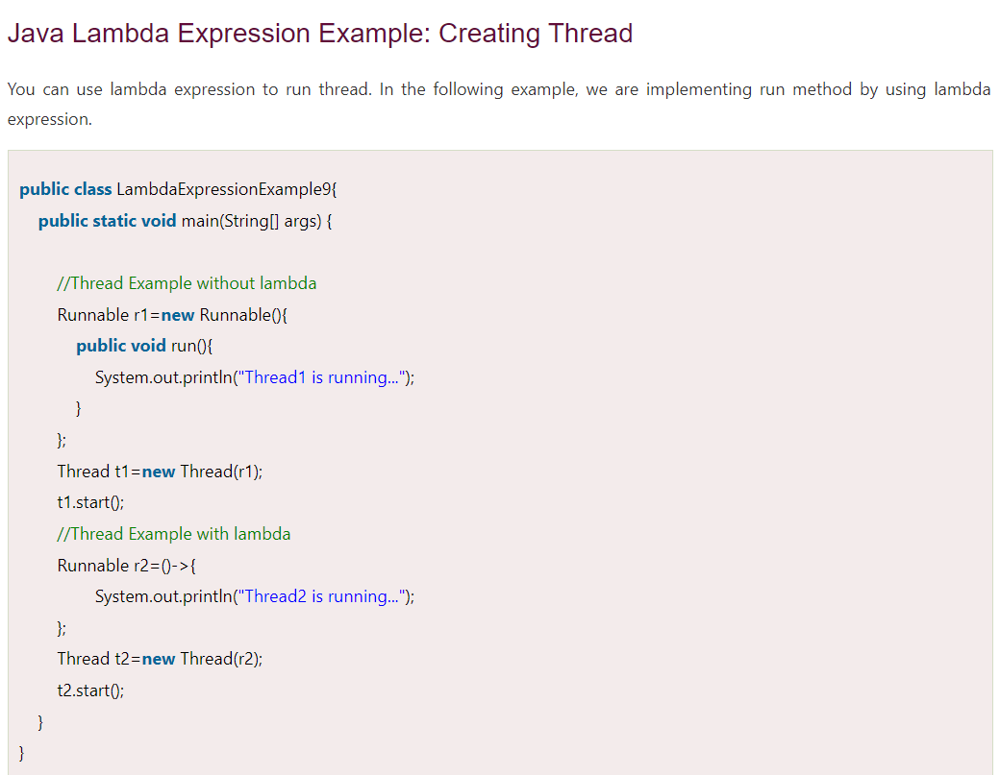 Java Lambda Expression Example: Creating Thread
You can use lambda expression to run thread. In the following example, we are implementing run method by using lambda
expression.
public class LambdaExpressionExample9{
public static void main(String[] args) {
//Thread Example without lambda
Runnable r1=new Runnable(){
public void run(){
System.out.println("Thread1 is running...");
}
};
Thread t1=new Thread(r1);
t1.start();
//Thread Example with lambda
Runnable r2=()->{
System.out.println("Thread2 is running...");
};
Thread t2=new Thread(r2);
t2.start();
}
}